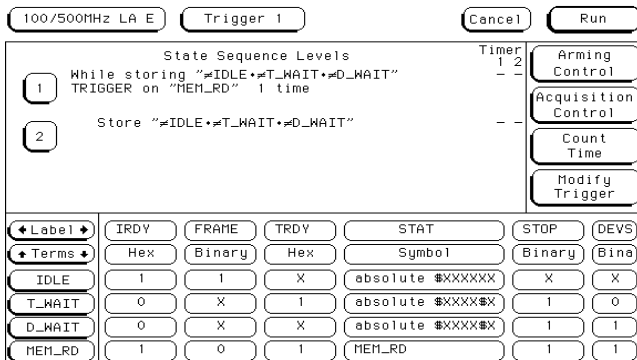 100/500MHz LA E Trigger 1 Cancel Run
State Sequence Levels Timer
1 2
While storing "≠IDLE•≠T_WAIT•≠D_WAIT" – –
1 TRIGGER on "MEM_RD" 1 time
Store "≠IDLE•≠T_WAIT•≠D_WAIT" – –
2
Arming
Control
Acquisition
Control
Count
Time
Modify
Trigger
Label IRDY FRAME TRDY STAT STOP DEVS
Terms Hex Binary Hex Symbol Binary Bina
IDLE 1 1 X absolute #XXXXXX X X
T_WAIT 0 X 1 absolute #XXXX$X 1 0
D_WAIT 0 X X absolute #XXXX$X 1 1
MEM_RD 1 0 1 MEM_RD 1 1